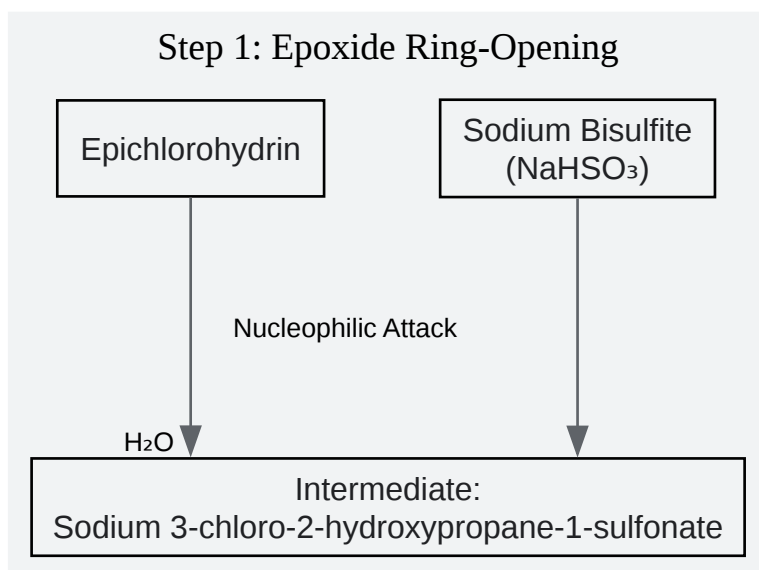 Step 1: Epoxide Ring-Opening
Epichlorohydrin
Sodium Bisulfite
(NaHSO₃)
Nucleophilic Attack
H₂O
Intermediate:
Sodium 3-chloro-2-hydroxypropane-1-sulfonate